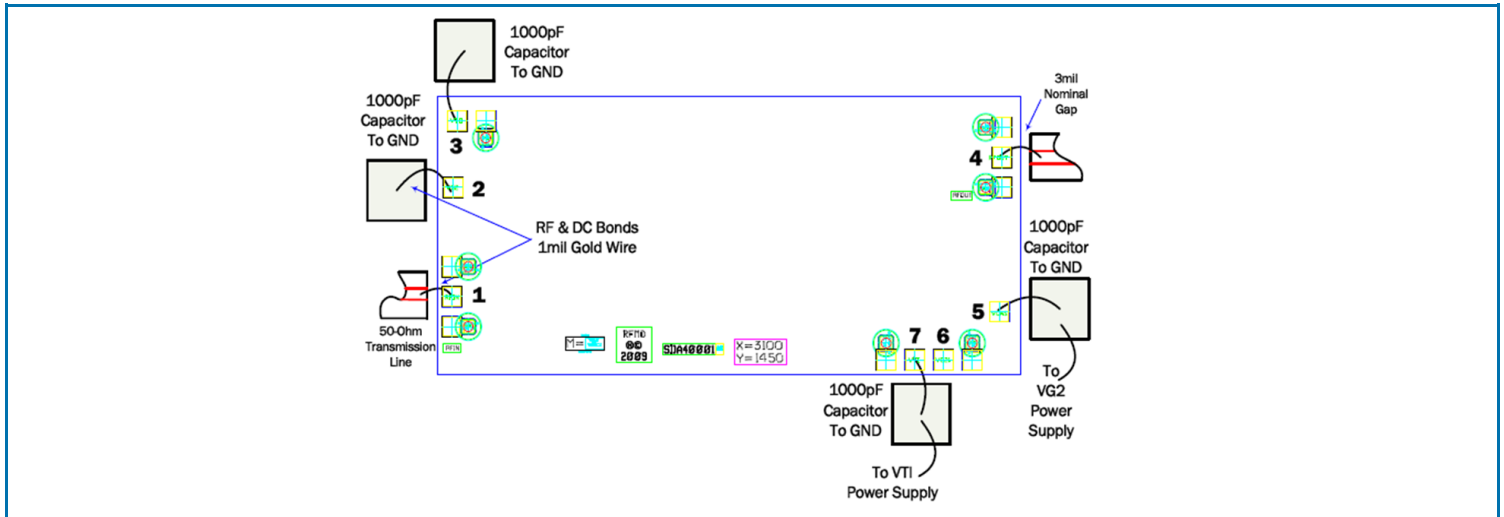 1000pF
Capacitor
To GND
1000pF
Capacitor
To GND
3
2
RF & DC Bonds
1mil Gold Wire
1
50-Ohm
Transmission
Line
RFIN
M=
RFMD
©©
2009
SDA40001
X=3100
Y=1450
3mil
Nominal
Gap
4
RFOUT
1000pF
Capacitor
To GND
5
7 6
To
VG2
Power
Supply
1000pF
Capacitor
To GND
To VTI
Power Supply